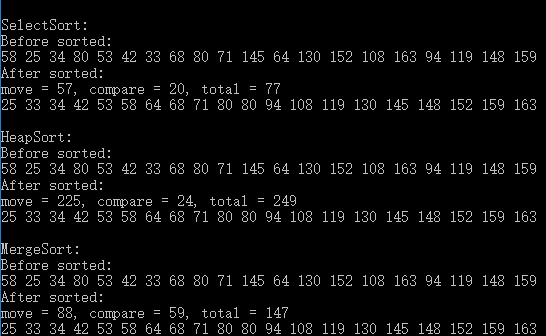 SelectSort:
Before sorted:
58 25 34 80 53 42 33 68 80 71 145 64 130 152 108 163 94 119 148 159
After sorted:
move = 57, compare = 20, total = 77
25 33 34 42 53 58 64 68 71 80 80 94 108 119 130 145 148 152 159 163
HeapSort:
Before sorted:
58 25 34 80 53 42 33 68 80 71 145 64 130 152 108 163 94 119 148 159
After sorted:
move = 225, compare = 24, total = 249
25 33 34 42 53 58 64 68 71 80 80 94 108 119 130 145 148 152 159 163
MergeSort:
Before sorted:
58 25 34 80 53 42 33 68 80 71 145 64 130 152 108 163 94 119 148 159
After sorted:
move = 88, compare = 59, total = 147
25 33 34 42 53 58 64 68 71 80 80 94 108 119 130 145 148 152 159 163